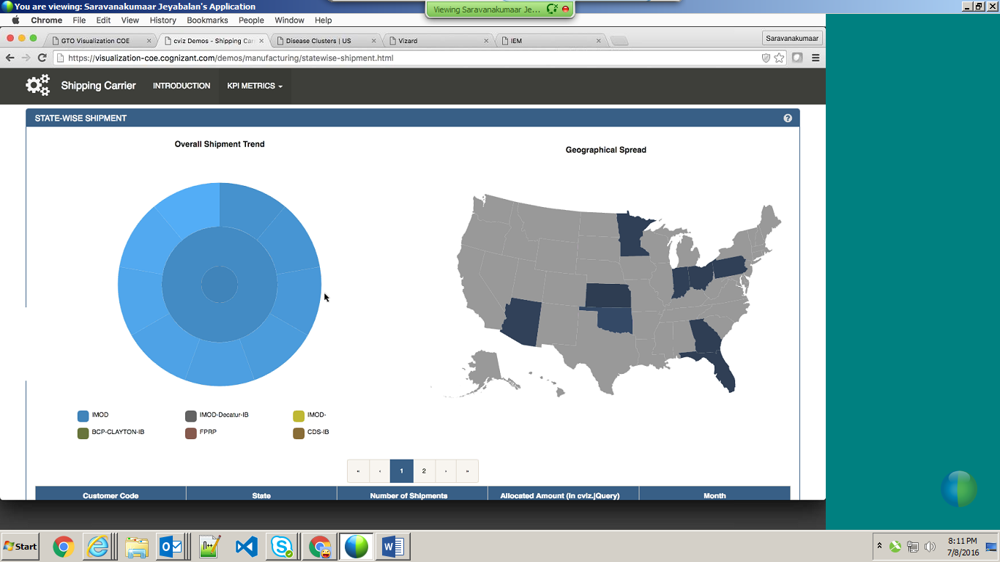 You are viewing: Saravanakumaar Jeyabalan's Application
Viewing Saravanakumaar Je...
Chrome File Edit View History Bookmarks People Window Help
GTO Visualization COE
cviz Demos - Shipping Car
Disease Clusters | US
Vizard
IEM
Saravanakumaar
https://visualization-coe.cognizant.com/demos/manufacturing/statewise-shipment.html
Shipping Carrier INTRODUCTION KPI METRICS
STATE-WISE SHIPMENT
?
Overall Shipment Trend
Geographical Spread
IMOD IMOD-Decatur-IB IMOD-
BCP-CLAYTON-IB FPRP CDS-IB
« ‹ 1 2 › »
Customer Code State Number of Shipments Allocated Amount (in cviz.|Query) Month
Start
8:11 PM
7/8/2016